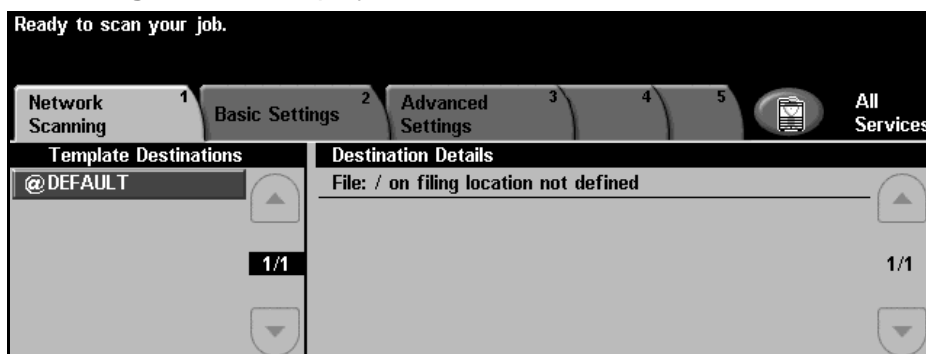 Ready to scan your job.
Network Scanning 1
Basic Settings 2
Advanced Settings 3
4
5
All Services
Template Destinations
Destination Details
@DEFAULT
File: / on filing location not defined
1/1
1/1